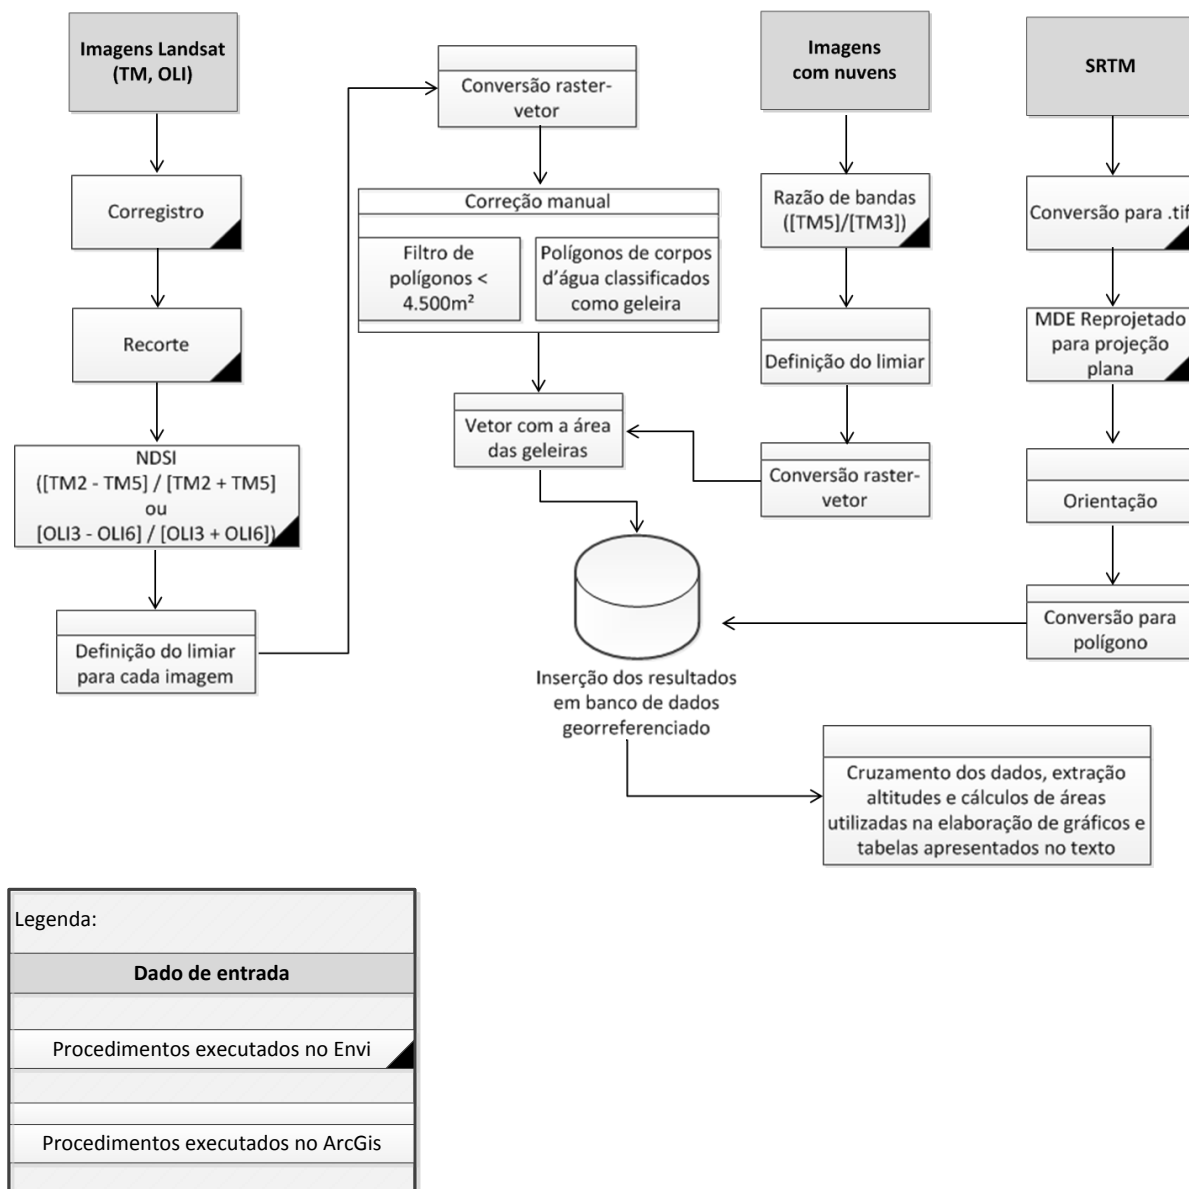 Imagens Landsat
(TM, OLI)
Corregistro
Recorte
NDSI
([TM2 - TM5] / [TM2 + TM5]
ou
[OLI3 - OLI6] / [OLI3 + OLI6])
Definição do limiar
para cada imagem
Conversão raster-
vetor
Correção manual
Filtro de
polígonos <
4.500m²
Polígonos de corpos
d’água classificados
como geleira
Vetor com a área
das geleiras
Imagens
com nuvens
Razão de bandas
([TM5]/[TM3])
Definição do limiar
Conversão raster-
vetor
SRTM
Conversão para .tif
MDE Reprojetado
para projeção
plana
Orientação
Conversão para
polígono
Inserção dos resultados
em banco de dados
georreferenciado
Cruzamento dos dados, extração
altitudes e cálculos de áreas
utilizadas na elaboração de gráficos e
tabelas apresentados no texto
Legenda:
Dado de entrada
Procedimentos executados no Envi
Procedimentos executados no ArcGis